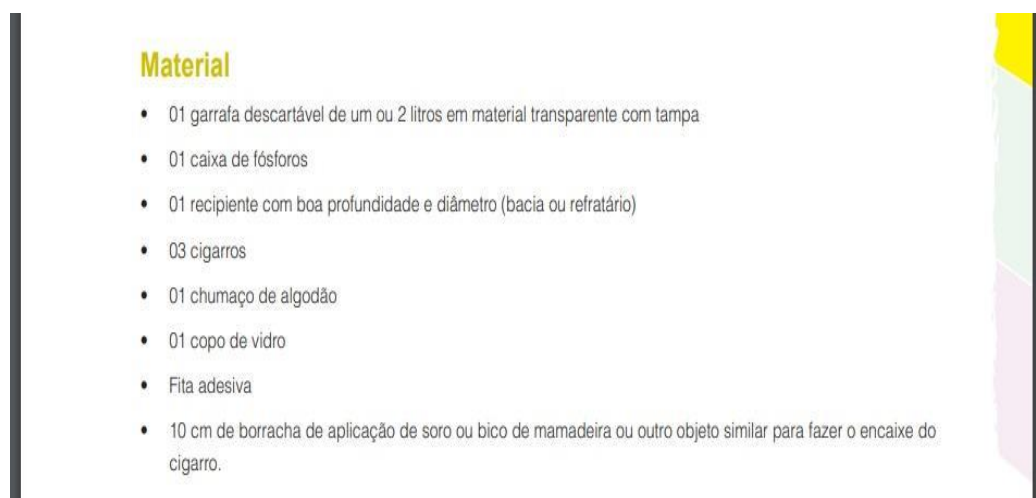 Material
• 01 garrafa descartável de um ou 2 litros em material transparente com tampa
• 01 caixa de fósforos
• 01 recipiente com boa profundidade e diâmetro (bacia ou refratário)
• 03 cigarros
• 01 chumaço de algodão
• 01 copo de vidro
• Fita adesiva
• 10 cm de borracha de aplicação de soro ou bico de mamadeira ou outro objeto similar para fazer o encaixe do
cigarro.